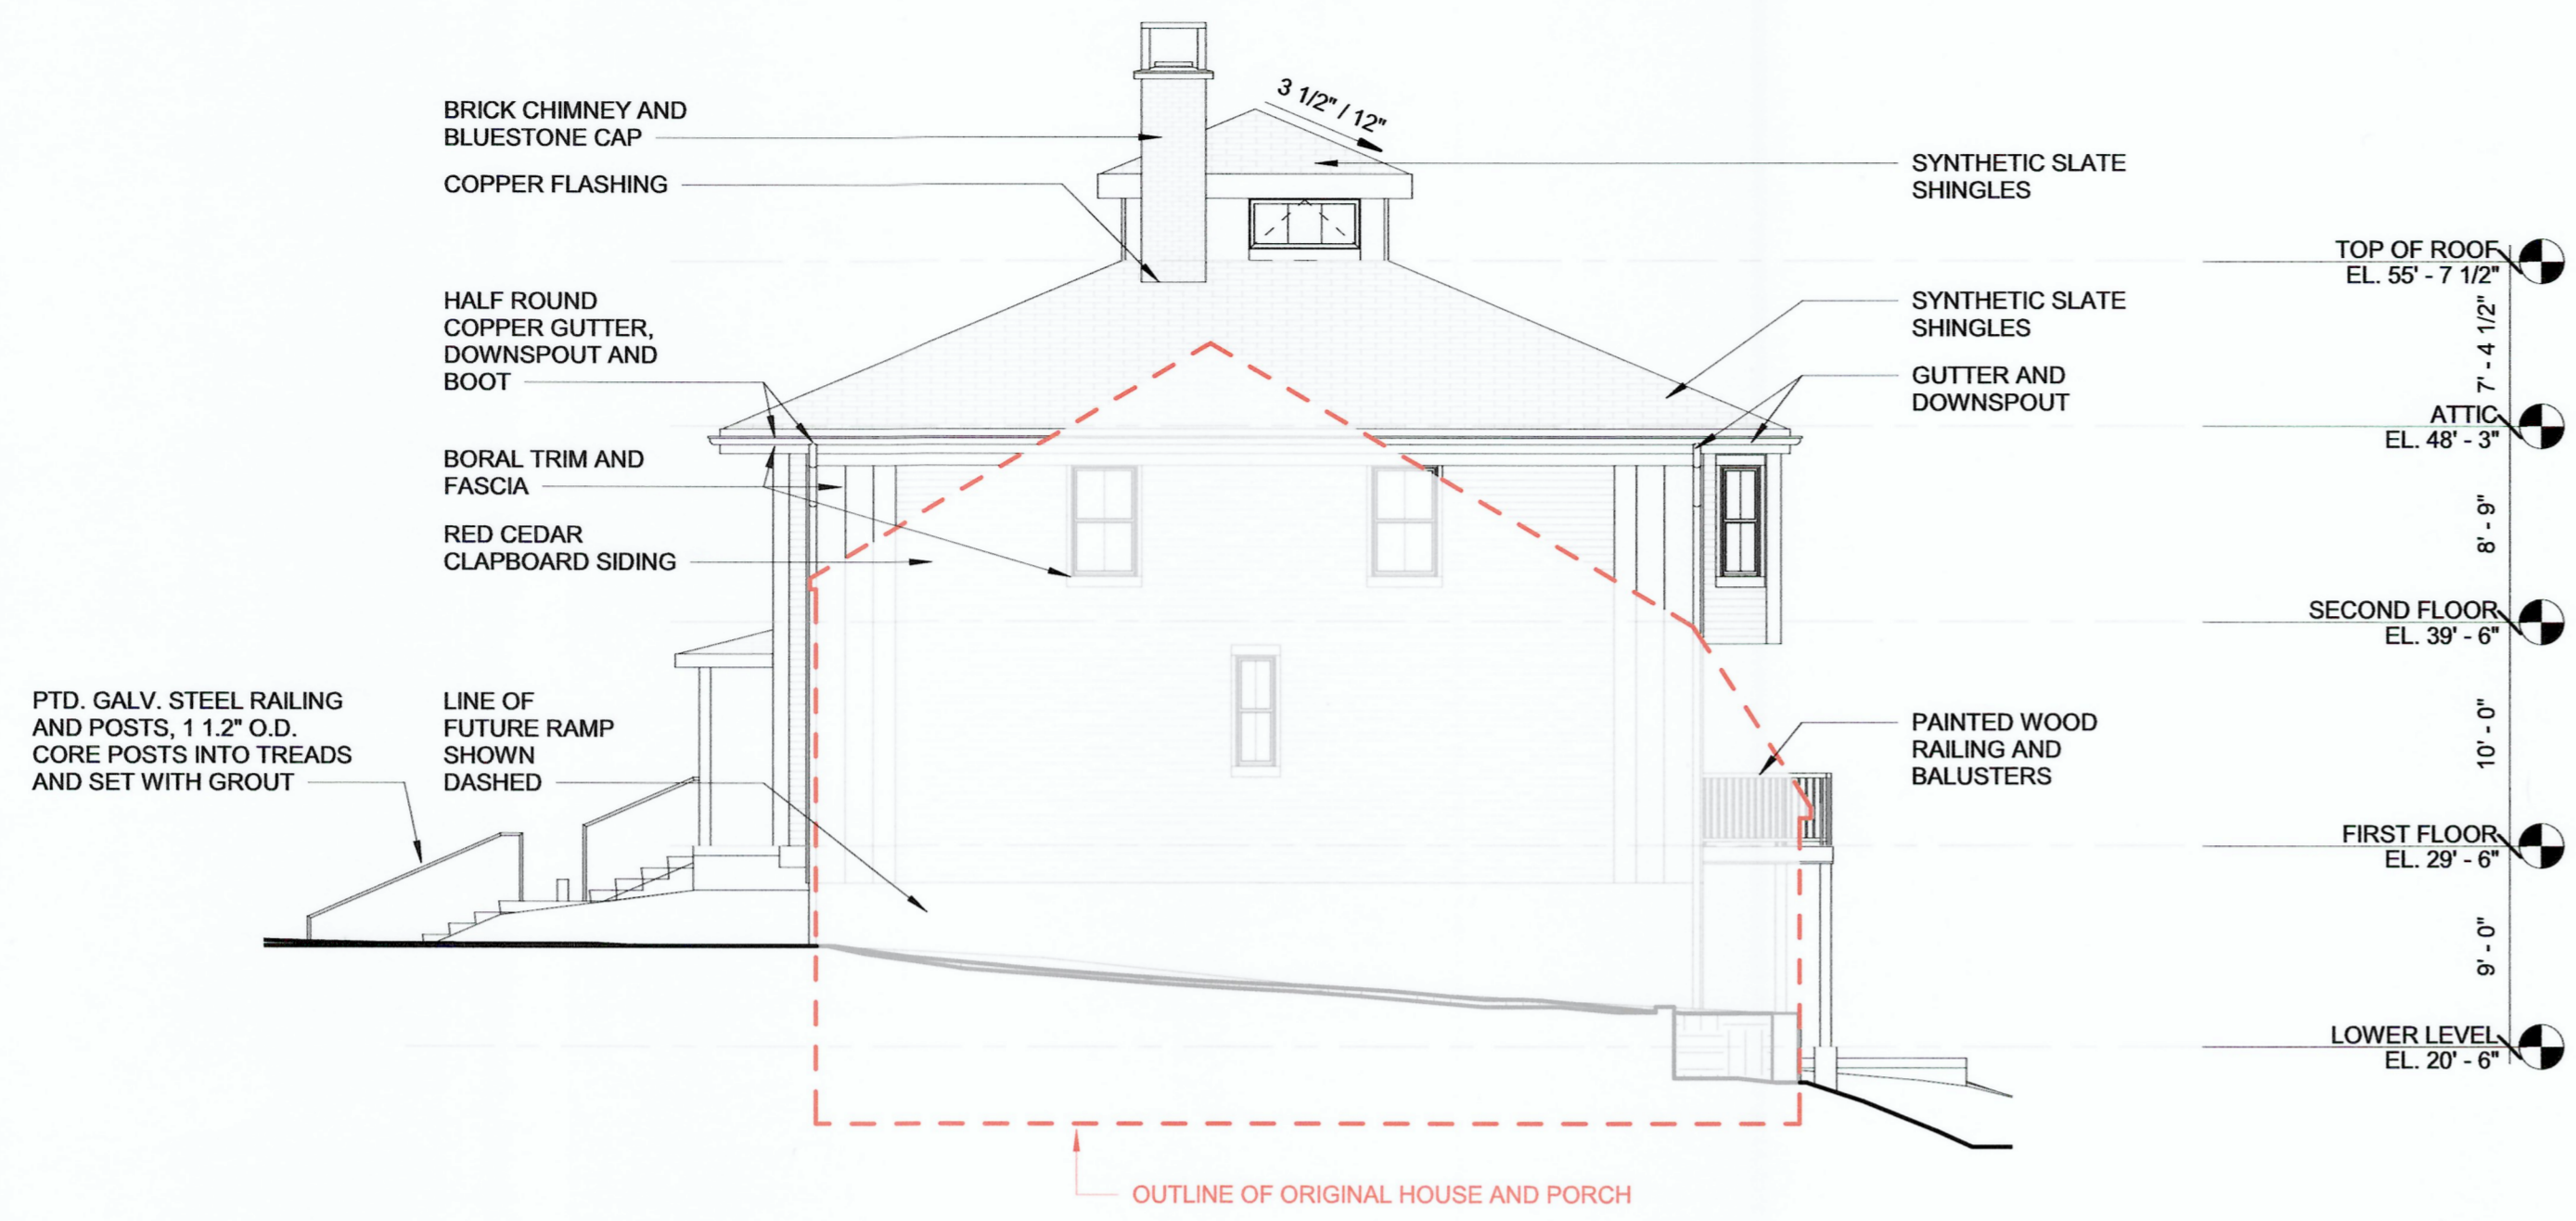 3 1/2" / 12"
BRICK CHIMNEY AND
BLUESTONE CAP
COPPER FLASHING
HALF ROUND
COPPER GUTTER,
DOWNSPOUT AND
BOOT
BORAL TRIM AND
FASCIA
RED CEDAR
CLAPBOARD SIDING
PTD. GALV. STEEL RAILING
AND POSTS, 1 1.2" O.D.
CORE POSTS INTO TREADS
AND SET WITH GROUT
LINE OF
FUTURE RAMP
SHOWN
DASHED
SYNTHETIC SLATE
SHINGLES
SYNTHETIC SLATE
SHINGLES
GUTTER AND
DOWNSPOUT
PAINTED WOOD
RAILING AND
BALUSTERS
TOP OF ROOF
EL. 55' - 7 1/2"
7' - 4 1/2"
ATTIC
EL. 48' - 3"
8' - 9"
SECOND FLOOR
EL. 39' - 6"
10' - 0"
FIRST FLOOR
EL. 29' - 6"
9' - 0"
LOWER LEVEL
EL. 20' - 6"
OUTLINE OF ORIGINAL HOUSE AND PORCH